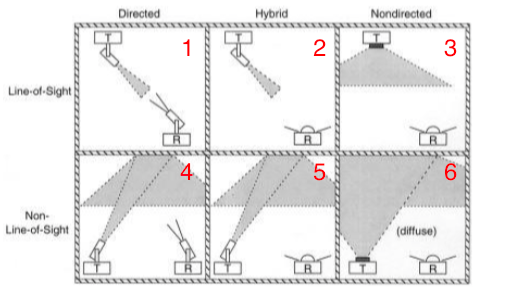 Directed Hybrid Nondirected
T 1 T 2 T 3
Line-of-Sight
R R R
4 5 6
Non-
Line-of-Sight
(diffuse)
T R T R T R